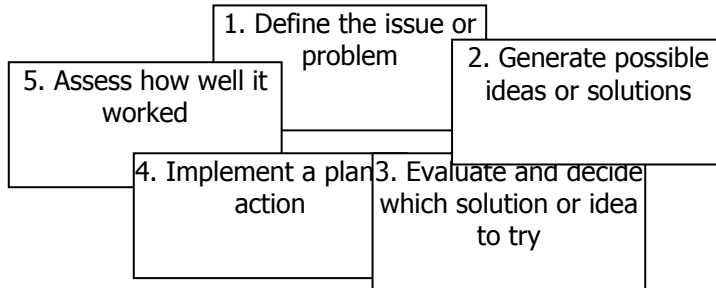 1. Define the issue or
problem
2. Generate possible
ideas or solutions
3. Evaluate and decide
which solution or idea
to try
4. Implement a plan
action
5. Assess how well it
worked